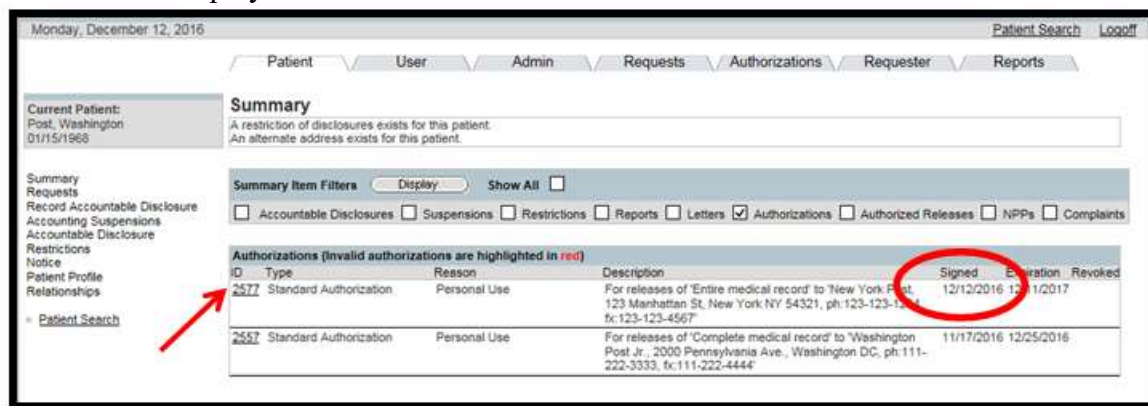 Monday, December 12, 2016
Patient Search Logoff
Patient User Admin Requests Authorizations Requester Reports
Current Patient:
Post, Washington
01/15/1968
Summary
A restriction of disclosures exists for this patient.
An alternate address exists for this patient.
Summary
Requests
Record Accountable Disclosure
Accounting Suspensions
Accountable Disclosure
Restrictions
Notice
Patient Profile
Relationships
Patient Search
Summary Item Filters Display Show All
Accountable Disclosures Suspensions Restrictions Reports Letters Authorizations Authorized Releases NPPs Complaints
Authorizations (Invalid authorizations are highlighted in red)
ID Type Reason Description Signed Expiration Revoked
2577 Standard Authorization Personal Use For releases of 'Entire medical record' to 'New York Post, 12/12/2016
123 Manhattan St, New York NY 54321, ph:
fx:123-123-4567'
2557 Standard Authorization Personal Use For releases of 'Complete medical record' to 'Washington 11/17/2016 12/25/2016
Post Jr., 2000 Pennsylvania Ave., Washington DC, ph:111-
222-3333, fx:111-222-4444'